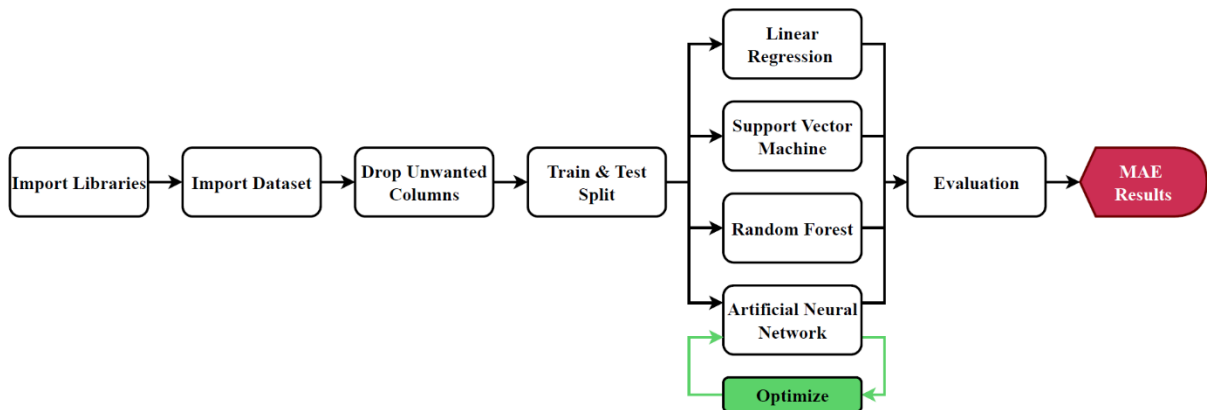 Import Libraries
Import Dataset
Drop Unwanted
Columns
Train & Test
Split
Linear
Regression
Support Vector
Machine
Random Forest
Artificial Neural
Network
Optimize
Evaluation
MAE
Results